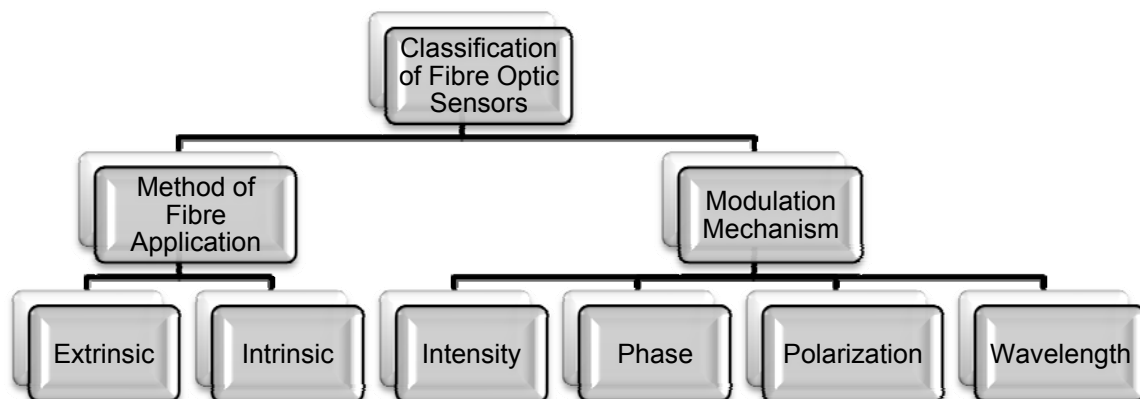 Classification
of Fibre Optic
Sensors
Method of
Fibre
Application
Modulation
Mechanism
Extrinsic
Intrinsic
Intensity
Phase
Polarization
Wavelength